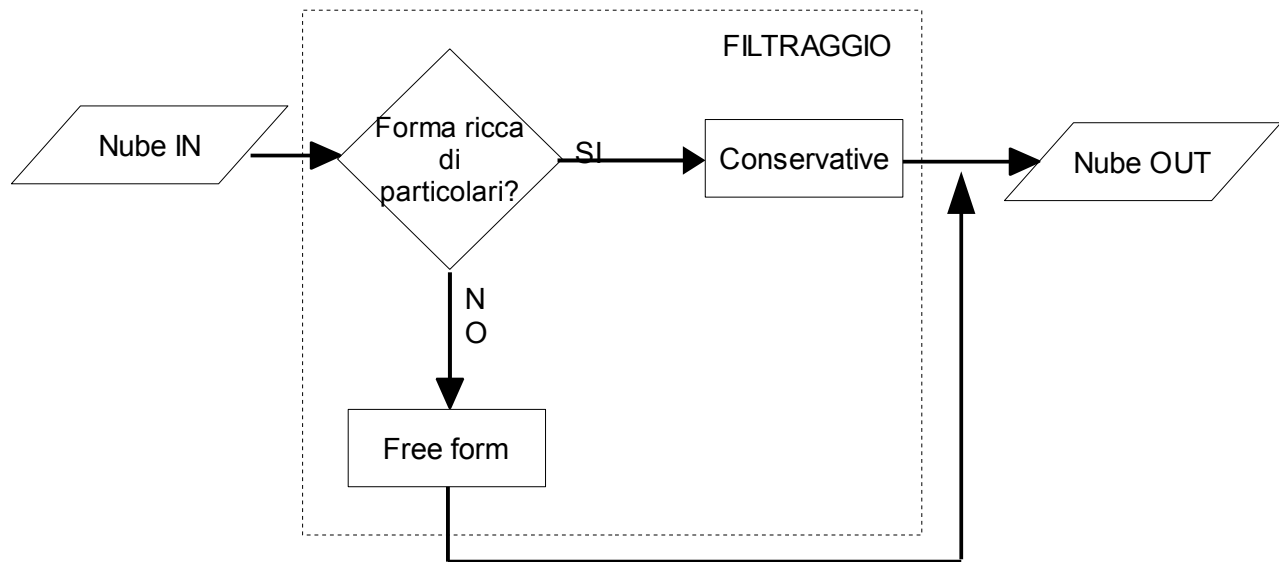 FILTRAGGIO
Nube IN
Forma ricca
di
particolari?
SI
Conservative
Nube OUT
N
O
Free form